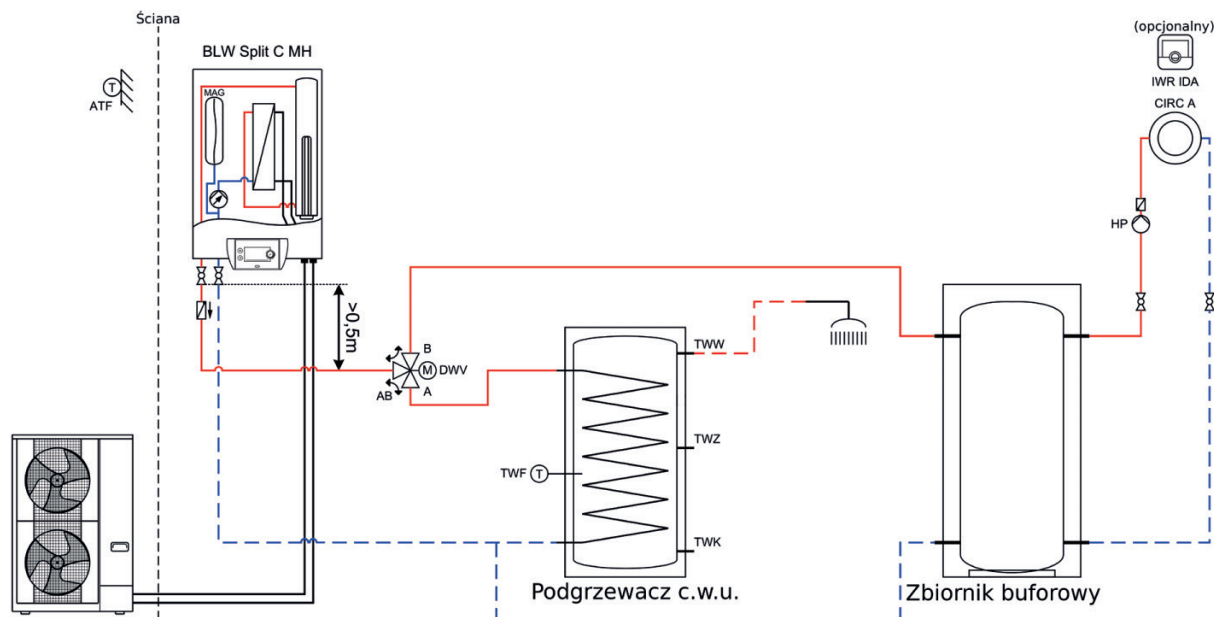 Ściana
BLW Split C MH
(opcjonalny)
IWR IDA
CIRC A
T
ATF
MAG
HP
>0,5m
B
M DWV
AB
A
TWW
TWZ
TWF T
TWK
Podgrzewacz c.w.u.
Zbiornik buforowy